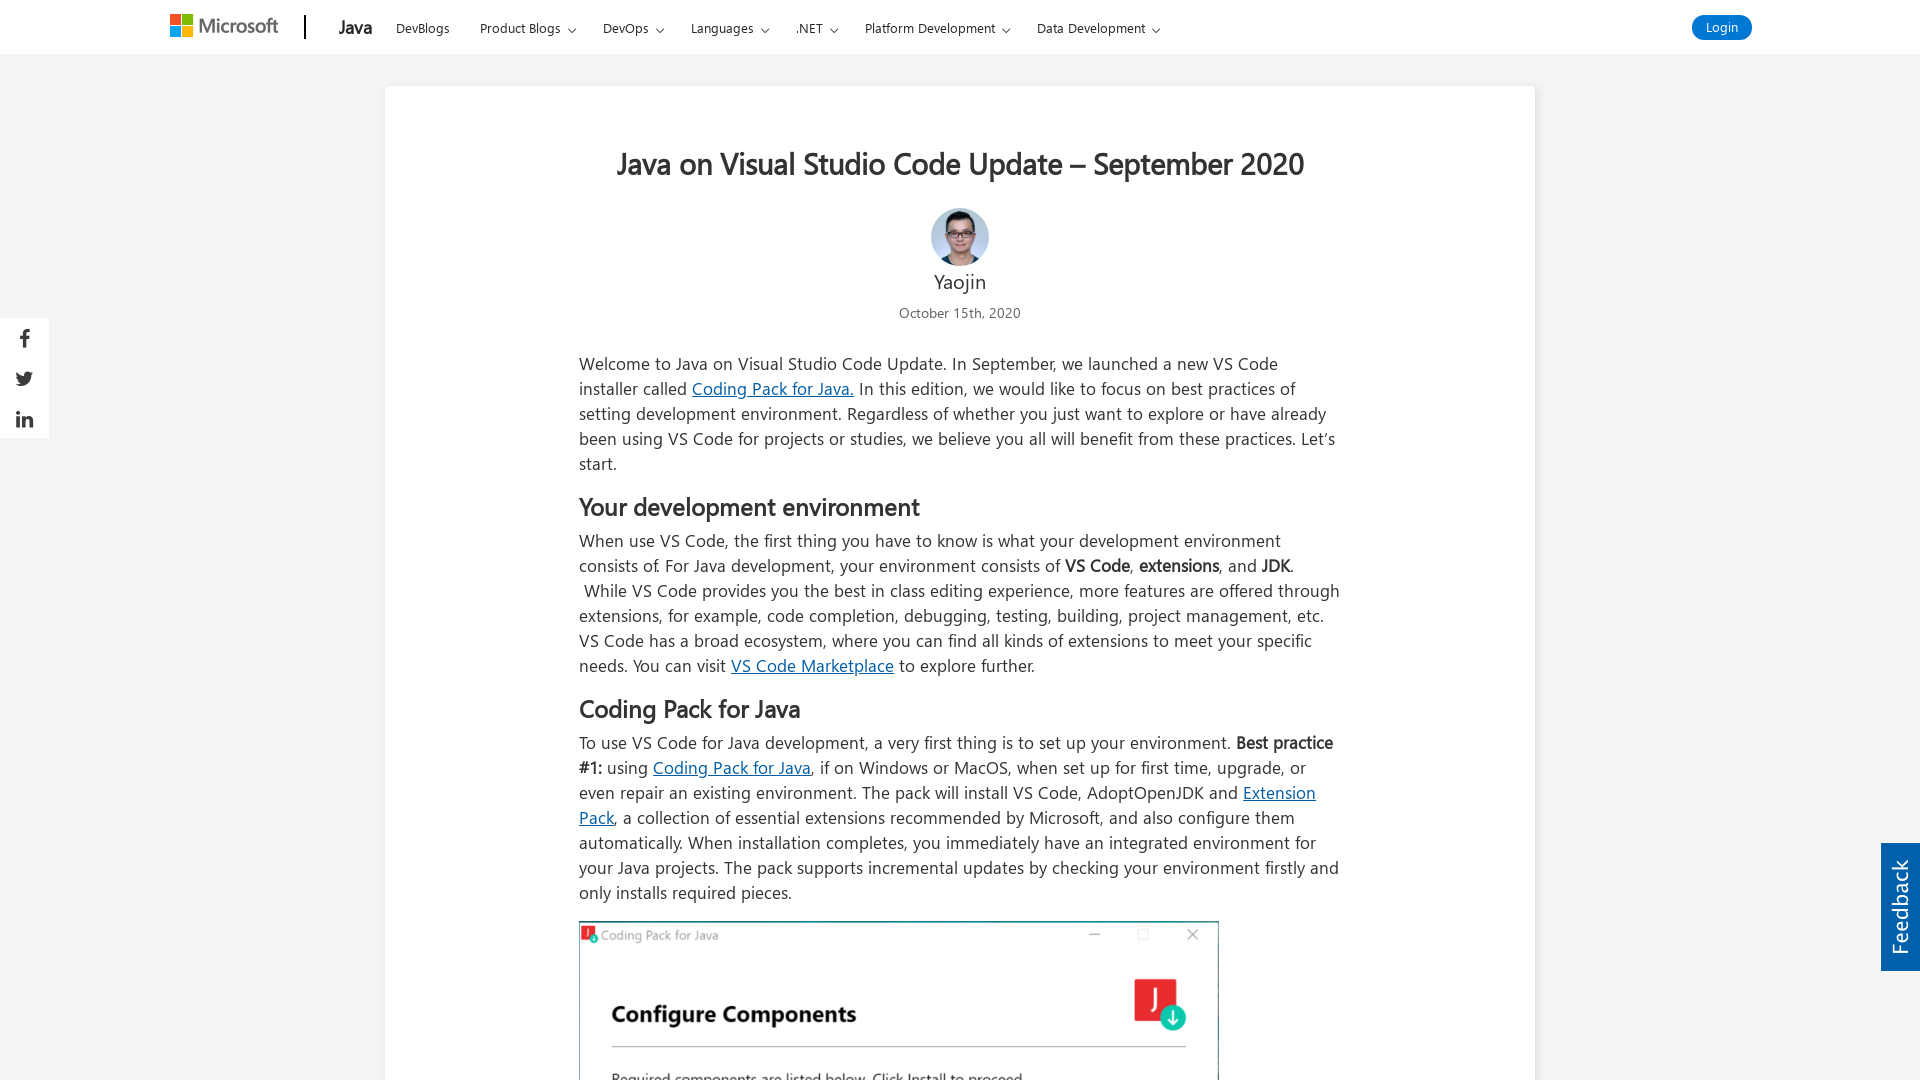 Microsoft
Java
DevBlogs
Product Blogs
DevOps
Languages
.NET
Platform Development
Data Development
Login
Java on Visual Studio Code Update – September 2020
Yaojin
October 15th, 2020
Welcome to Java on Visual Studio Code Update. In September, we launched a new VS Code
installer called Coding Pack for Java. In this edition, we would like to focus on best practices of
setting development environment. Regardless of whether you just want to explore or have already
been using VS Code for projects or studies, we believe you all will benefit from these practices. Let’s
start.
Your development environment
When use VS Code, the first thing you have to know is what your development environment
consists of. For Java development, your environment consists of VS Code, extensions, and JDK.
While VS Code provides you the best in class editing experience, more features are offered through
extensions, for example, code completion, debugging, testing, building, project management, etc.
VS Code has a broad ecosystem, where you can find all kinds of extensions to meet your specific
needs. You can visit VS Code Marketplace to explore further.
Coding Pack for Java
To use VS Code for Java development, a very first thing is to set up your environment. Best practice
#1: using Coding Pack for Java, if on Windows or MacOS, when set up for first time, upgrade, or
even repair an existing environment. The pack will install VS Code, AdoptOpenJDK and Extension
Pack, a collection of essential extensions recommended by Microsoft, and also configure them
automatically. When installation completes, you immediately have an integrated environment for
your Java projects. The pack supports incremental updates by checking your environment firstly and
only installs required pieces.
Coding Pack for Java
J
Configure Components
Required components are listed below. Click Install to proceed.
Feedback